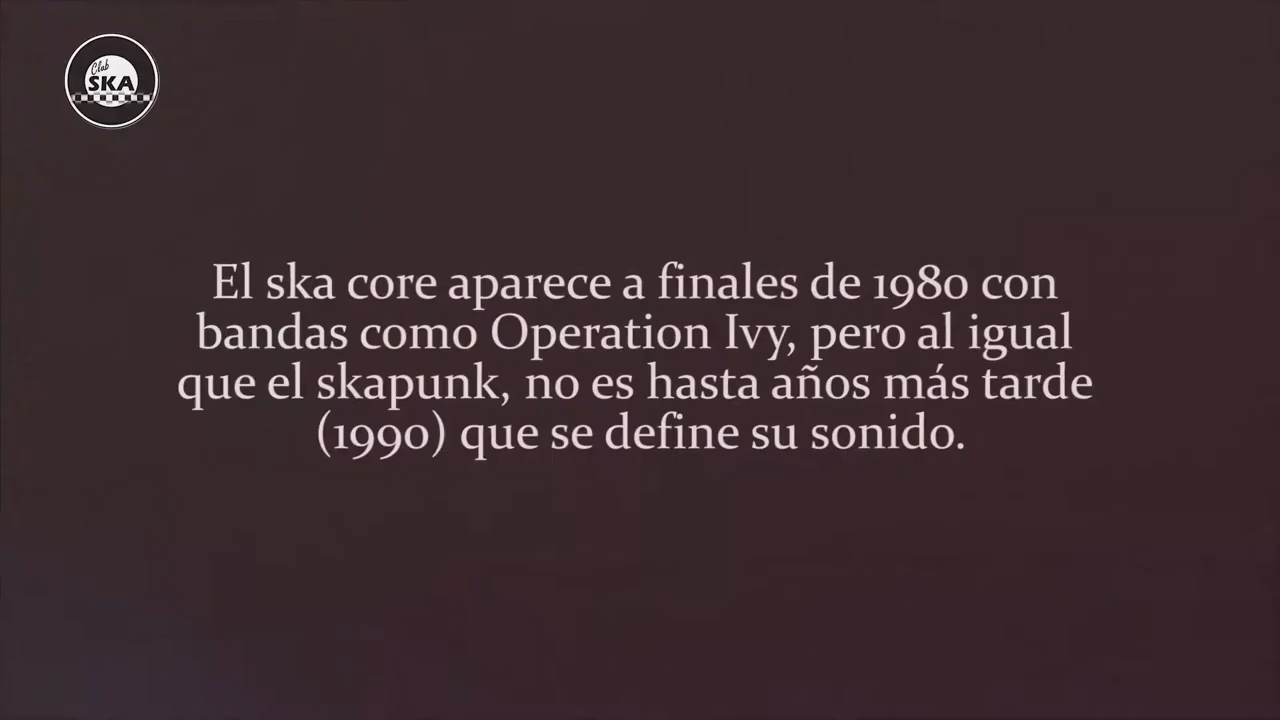 Club
SKA
El ska core aparece a finales de 1980 con
bandas como Operation Ivy, pero al igual
que el skapunk, no es hasta años más tarde
(1990) que se define su sonido.